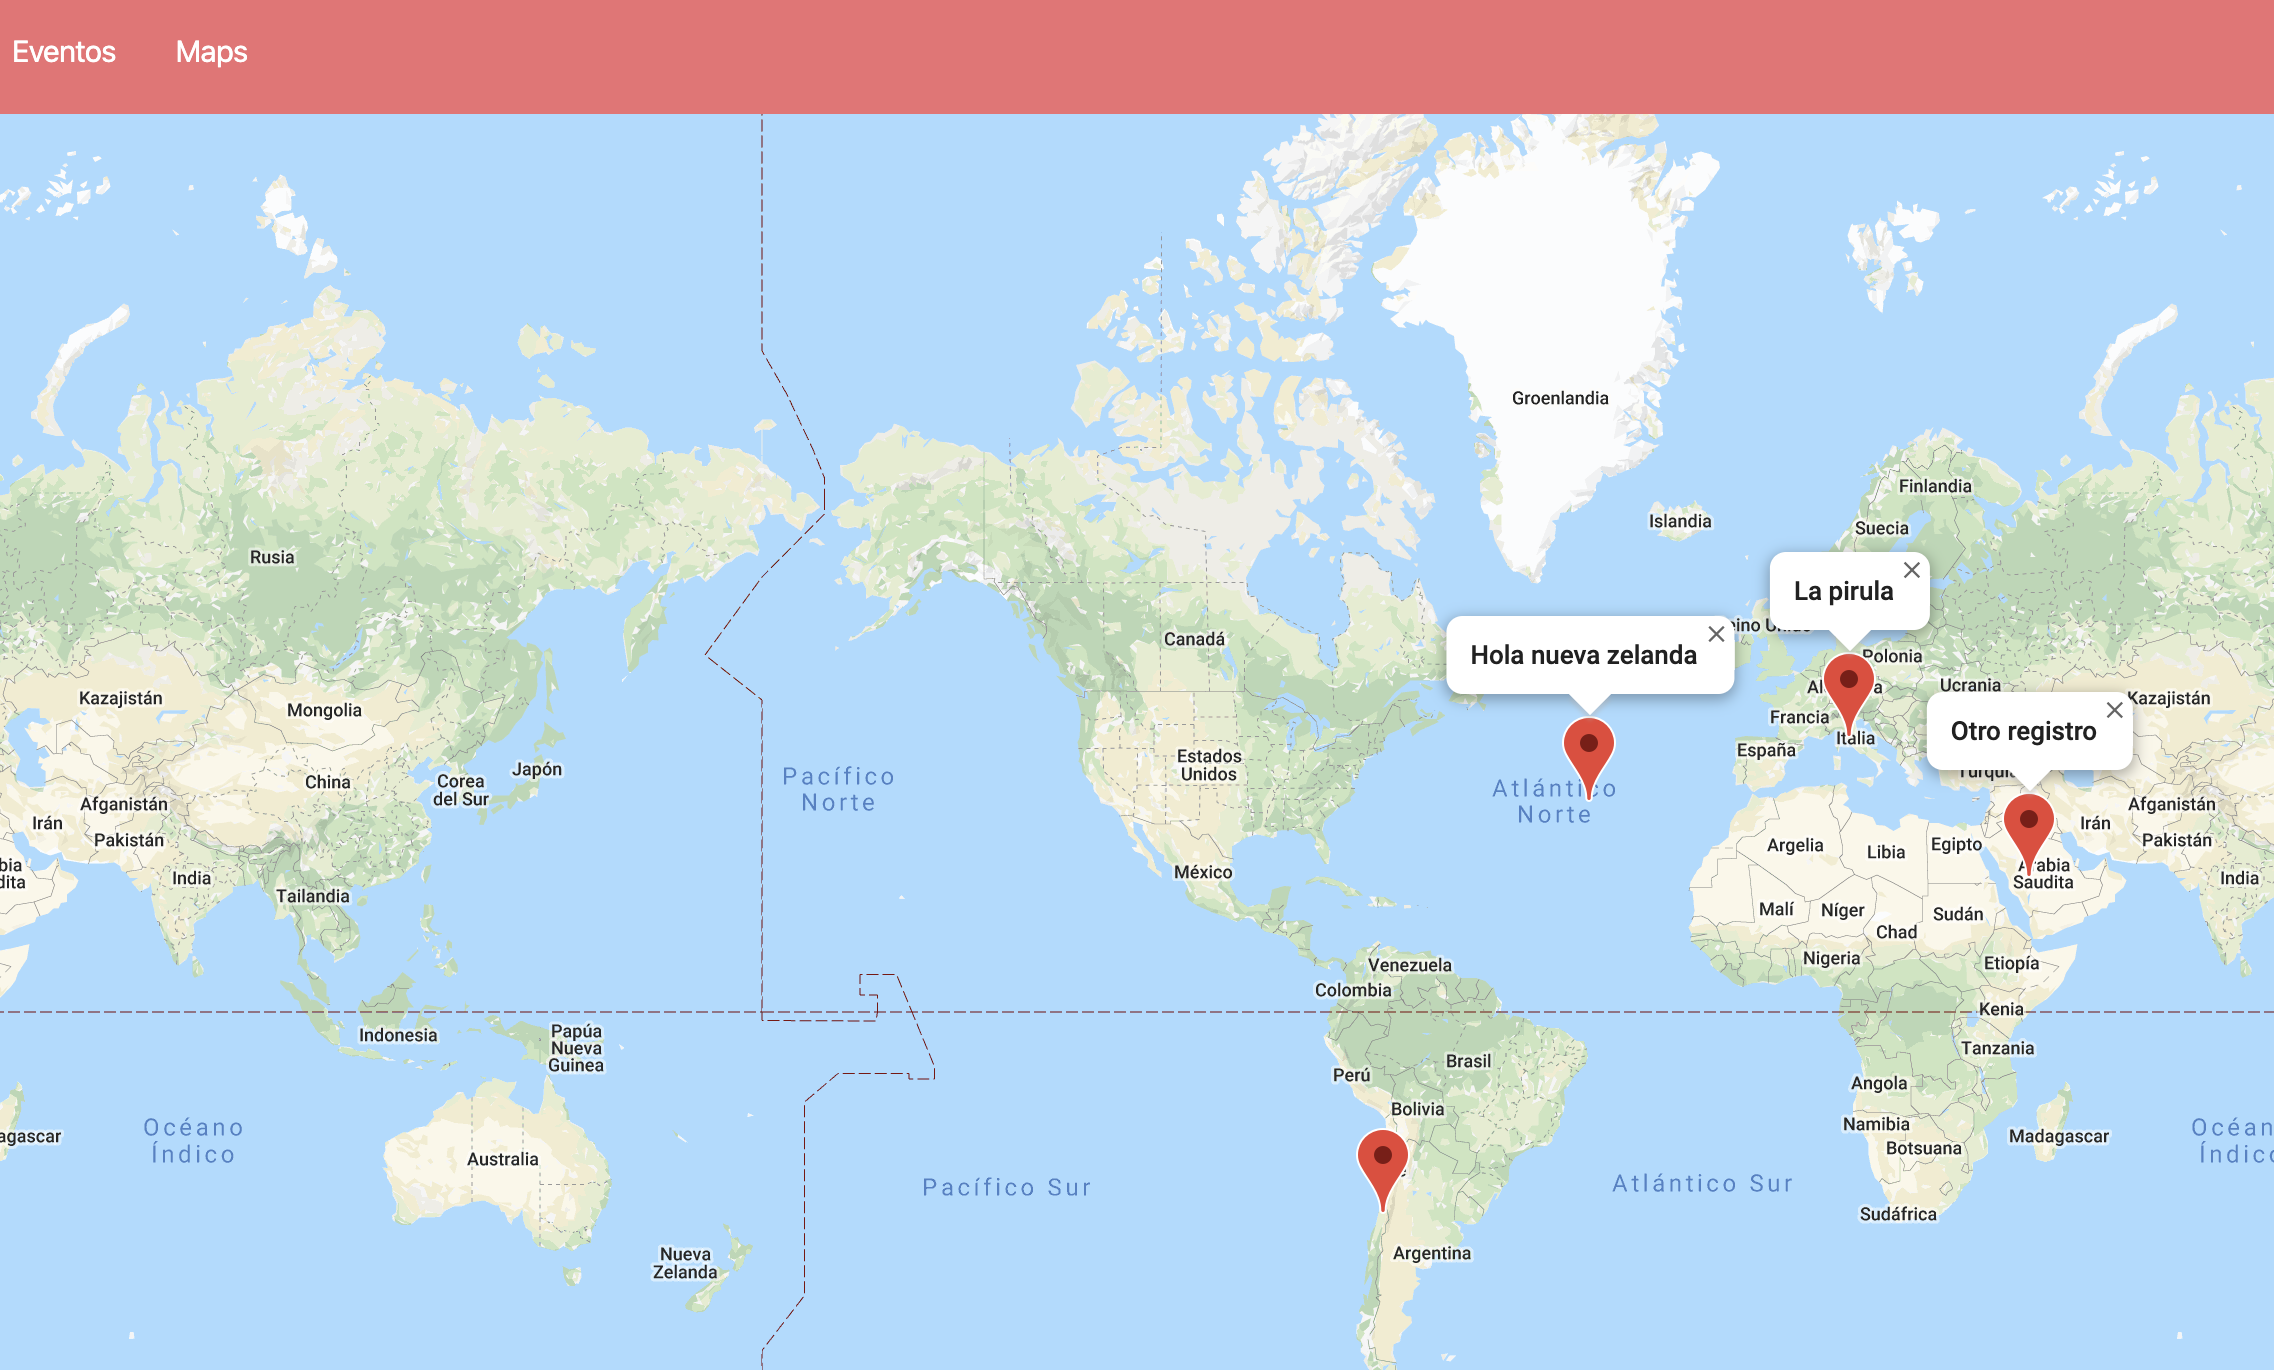 Eventos Maps
Groenlandia
Finlandia
Islandia
Suecia
Rusia
La pirula
Canadá
Hola nueva zelanda
Polonia
Ucrania
Kazajistán
Kazajistán
Mongolia
Francia
Otro registro
Italia
España
Estados
Unidos
Japón
Corea
del Sur
China
Pacífico
Norte
Atlántico
Norte
Afganistán
Afganistán
Irán
Irán
Pakistán
Pakistán
Argelia
Libia
Egipto
Arabia
Saudita
México
India
India
Tailandia
Malí
Níger
Sudán
Chad
Venezuela
Nigeria
Etiopía
Colombia
Kenia
Indonesia
Papúa
Nueva
Guinea
Tanzania
Brasil
Perú
Angola
Bolivia
Namibia
Océano
Índico
agascar
Madagascar
Botsuana
Australia
Pacífico Sur
Atlántico Sur
Sudáfrica
Nueva
Zelanda
Argentina